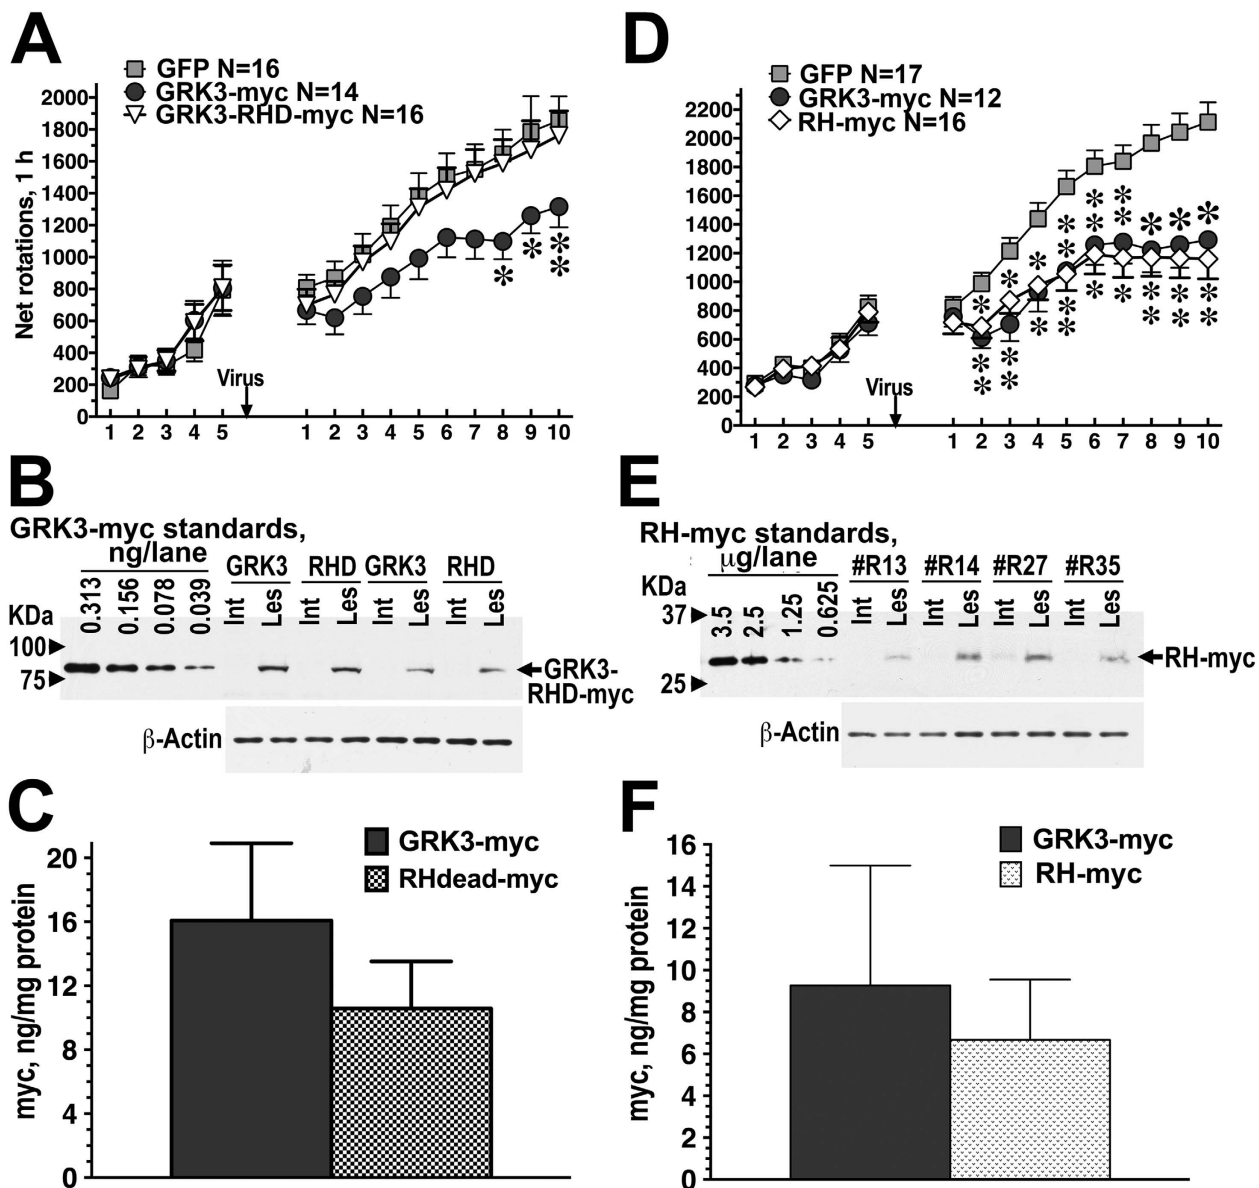 A
GFP N=16
GRK3-myc N=14
GRK3-RHD-myc N=16
Net rotations, 1 h
2000
1800
1600
1400
1200
1000
800
600
400
200
0
Virus
1 2 3 4 5 1 2 3 4 5 6 7 8 9 10
* * * *
D
GFP N=17
GRK3-myc N=12
RH-myc N=16
2200
2000
1800
1600
1400
1200
1000
800
600
400
200
0
Virus
1 2 3 4 5 1 2 3 4 5 6 7 8 9 10
B
GRK3-myc standards,
ng/lane
GRK3 RHD GRK3 RHD
KDa
0.313 0.156 0.078 0.039 Int Les Int Les Int Les Int Les
100
75
GRK3-
RHD-myc
β-Actin
E
RH-myc standards,
µg/lane
#R13 #R14 #R27 #R35
KDa
3.5 2.5 1.25 0.625 Int Les Int Les Int Les Int Les
37
25
RH-myc
β-Actin
C
GRK3-myc
RHdead-myc
myc, ng/mg protein
20
16
12
8
4
0
F
GRK3-myc
RH-myc
myc, ng/mg protein
16
14
12
10
8
6
4
2
0